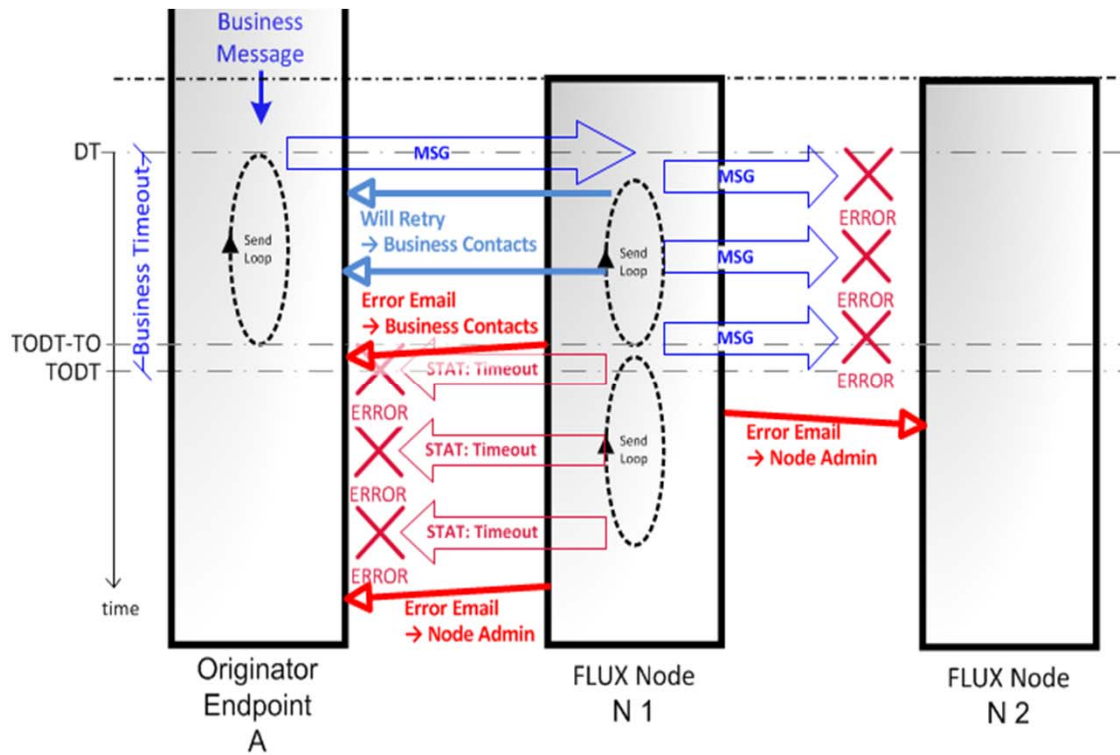 Business
Message
DT
MSG
MSG
ERROR
Will Retry
→ Business Contacts
Business Timeout
Send
Loop
Send
Loop
MSG
ERROR
Error Email
→ Business Contacts
MSG
TODT-TO
TODT
STAT: Timeout
ERROR
ERROR
Error Email
→ Node Admin
STAT: Timeout
Send
Loop
ERROR
STAT: Timeout
ERROR
time
Error Email
→ Node Admin
Originator
Endpoint
A
FLUX Node
N 1
FLUX Node
N 2